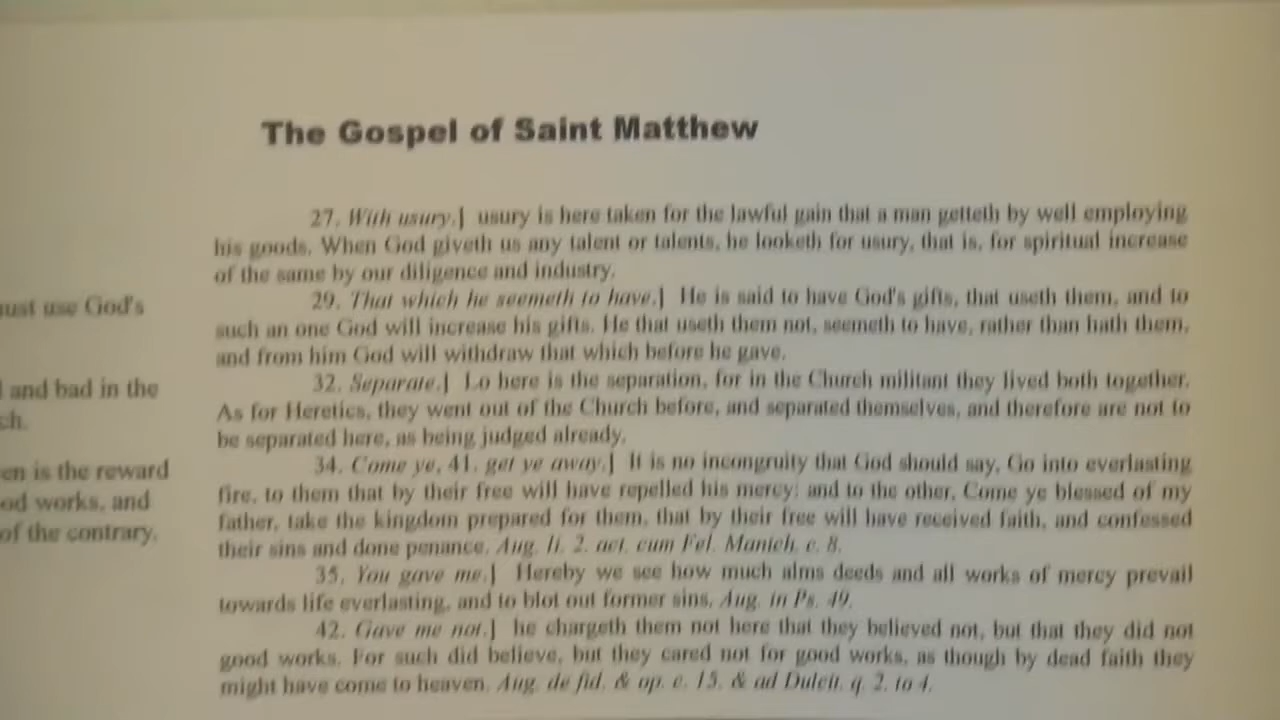 The Gospel of Saint Matthew
27. With usury.] usury is here taken for the lawful gain that a man getteth by well employing
his goods. When God giveth us any talent or talents, he looketh for usury, that is, for spiritual increase
of the same by our diligence and industry.
29. That which he seemeth to have.] He is said to have God's gifts, that useth them, and to
such an one God will increase his gifts. He that useth them not, seemeth to have, rather than hath them,
and from him God will withdraw that which before he gave.
32. Separate.] Lo here is the separation, for in the Church militant they lived both together.
As for Heretics, they went out of the Church before, and separated themselves, and therefore are not to
be separated here, as being judged already.
34. Come ye, 41. get ye away.] It is no incongruity that God should say, Go into everlasting
fire, to them that by their free will have repelled his mercy: and to the other, Come ye blessed of my
father, take the kingdom prepared for them, that by their free will have received faith, and confessed
their sins and done penance. Aug. li. 2. act. cum Fel. Manich. c. 8.
35. You gave me.] Hereby we see how much alms deeds and all works of mercy prevail
towards life everlasting, and to blot out former sins. Aug. in Ps. 49.
42. Gave me not.] he chargeth them not here that they believed not, but that they did not
good works. For such did believe, but they cared not for good works, as though by dead faith they
might have come to heaven. Aug. de fid. & op. c. 15. & ad Dulcit. q. 2. to 4.
use God's
and bad in the
is the reward
works, and
of the contrary.